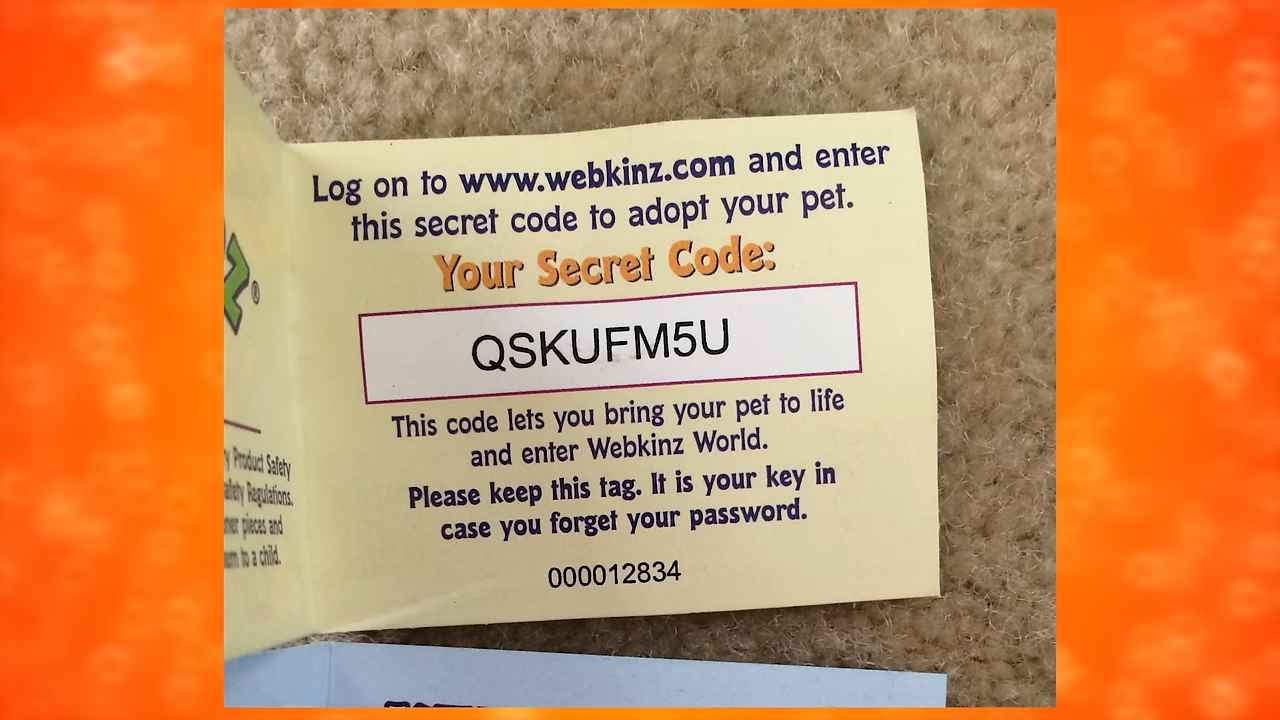 Log on to www.webkinz.com and enter
this secret code to adopt your pet.
Your Secret Code:
QSKUFM5U
This code lets you bring your pet to life
and enter Webkinz World.
Please keep this tag. It is your key in
case you forget your password.
000012834
z®
Product Safety
Regulations.
pieces and
to a child.